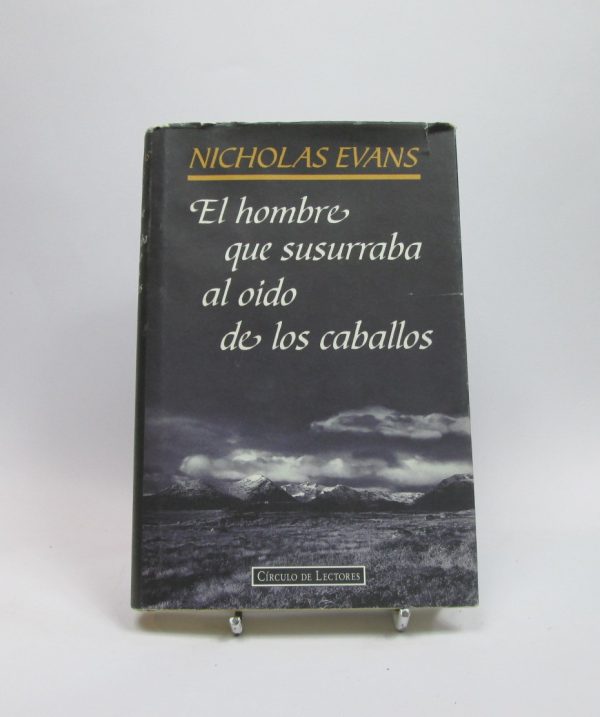 NICHOLAS EVANS
El hombre
que susurraba
al oido
de los caballos
CÍRCULO DE LECTORES